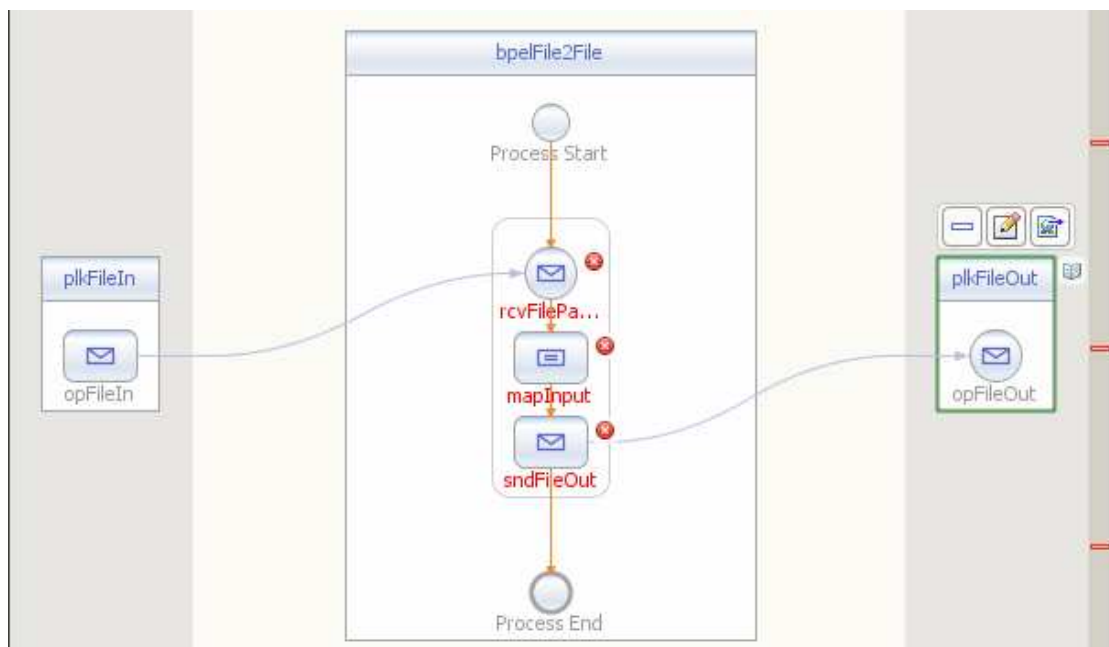 bpelFile2File
Process Start
plkFileIn
opFileIn
rcvFilePa...
mapInput
sndFileOut
plkFileOut
opFileOut
Process End